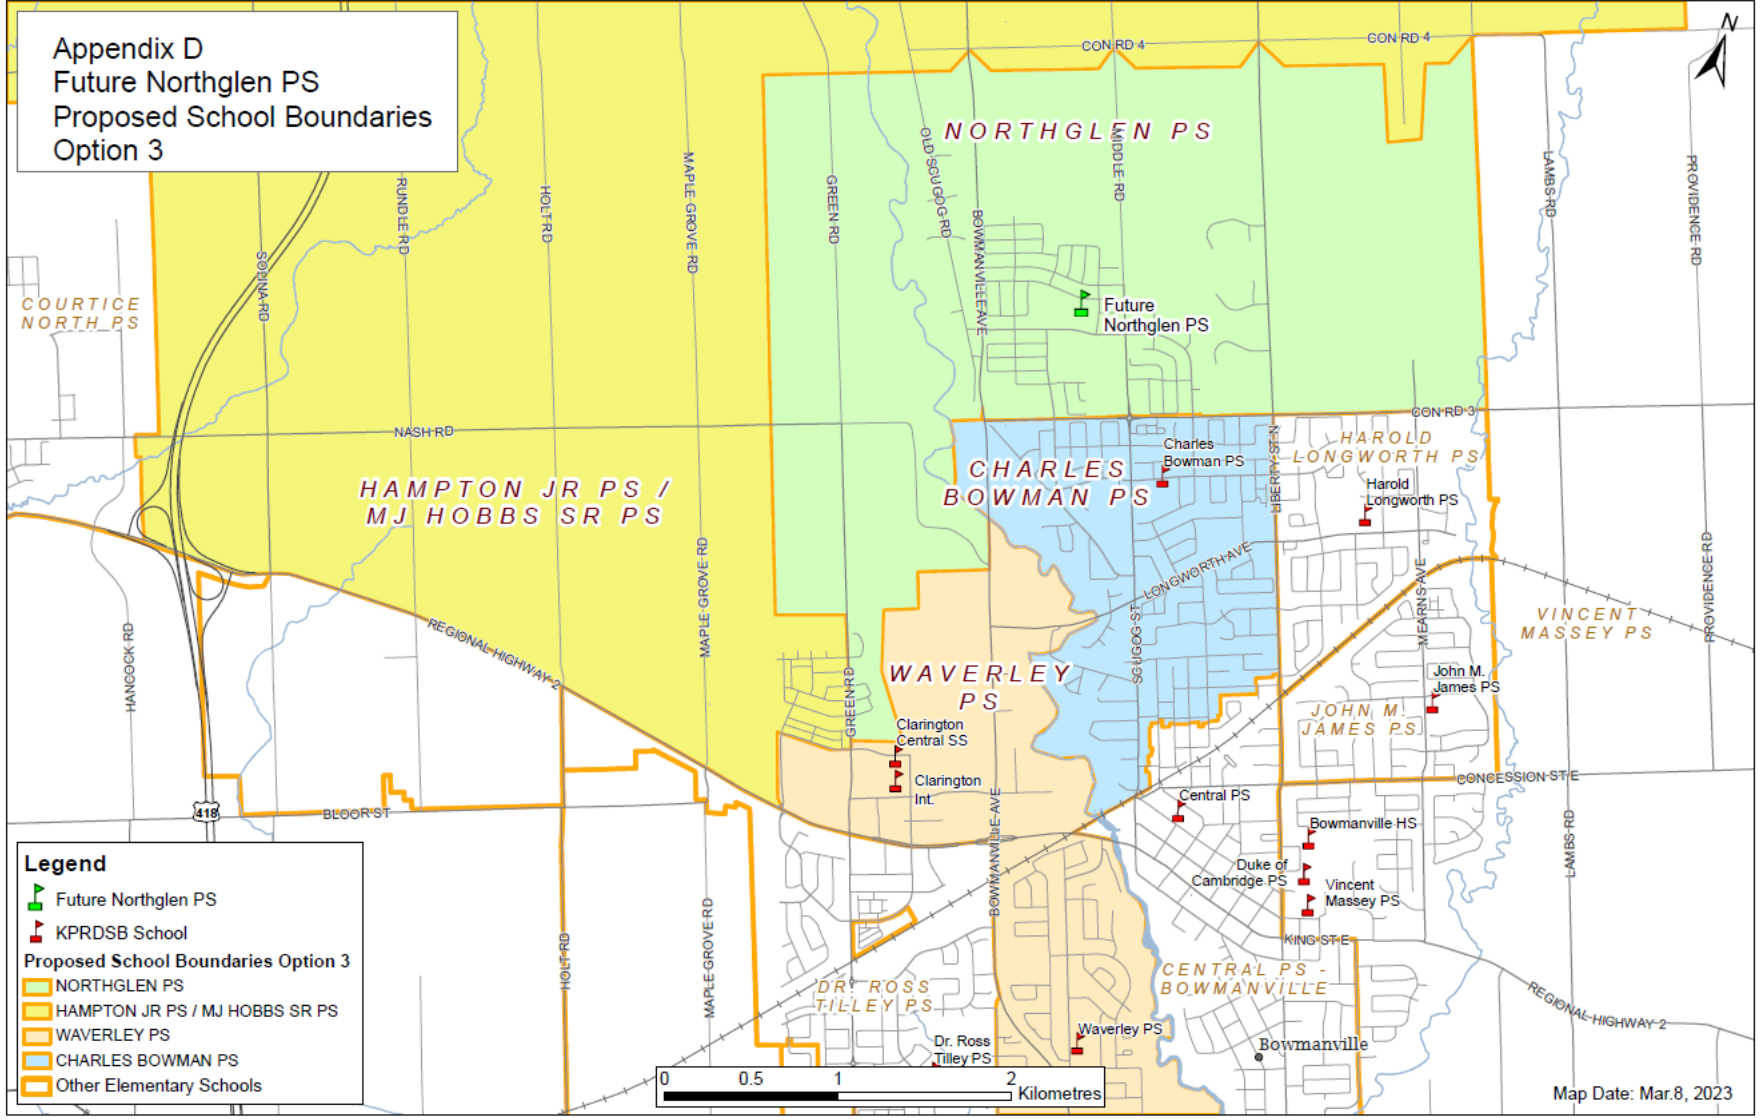 Appendix D
Future Northglen PS
Proposed School Boundaries
Option 3
N
CON RD 4
CON RD 4
NORTHGLEN PS
OLD SCUGOG RD
MIDDLE RD
LAMBS RD
PROVIDENCE RD
MAPLE GROVE RD
GREEN RD
RUNDLE RD
HOLT RD
SOLINA RD
BOWMANVILLE AVE
COURTICE
NORTH PS
Future
Northglen PS
NASH RD
CON RD 3
HAROLD
LONGWORTH PS
Charles
Bowman PS
CHARLES
BOWMAN PS
LIBERTY ST N
Harold
Longworth PS
HAMPTON JR PS /
MJ HOBBS SR PS
LONGWORTH AVE
MAPLE GROVE RD
PROVIDENCE RD
MEARNS AVE
VINCENT
MASSEY PS
HANCOCK RD
REGIONAL HIGHWAY 2
SCUGOG ST
WAVERLEY
PS
GREEN RD
John M.
James PS
JOHN M.
JAMES PS
Clarington
Central SS
Clarington
Int.
CONCESSION ST E
Central PS
418
BLOOR ST
BOWMANVILLE AVE
Bowmanville HS
LAMBS RD
Duke of
Cambridge PS
Vincent
Massey PS
KING ST E
HOLT RD
MAPLE GROVE RD
DR. ROSS
TILLEY PS
CENTRAL PS -
BOWMANVILLE
REGIONAL HIGHWAY 2
Waverley PS
Dr. Ross
Tilley PS
Bowmanville
Legend
Future Northglen PS
KPRDSB School
Proposed School Boundaries Option 3
NORTHGLEN PS
HAMPTON JR PS / MJ HOBBS SR PS
WAVERLEY PS
CHARLES BOWMAN PS
Other Elementary Schools
0 0.5 1 2
Kilometres
Map Date: Mar.8, 2023